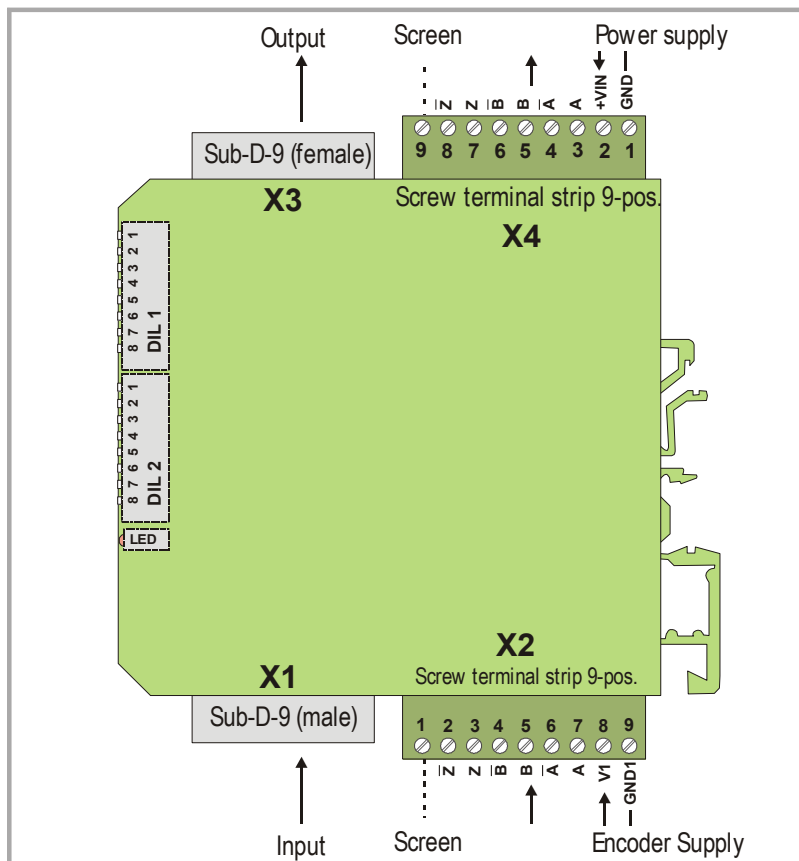 Output
Screen
Power supply
Z̅
Z
B̅
B
A̅
A
+VIN
GND
9 8 7 6 5 4 3 2 1
Sub-D-9 (female)
X3
Screw terminal strip 9-pos.
X4
1 2 3 4 5 6 7 8
DIL 1
1 2 3 4 5 6 7 8
DIL 2
LED
X2
Screw terminal strip 9-pos.
X1
Sub-D-9 (male)
1 2 3 4 5 6 7 8 9
Z̅
Z
B̅
B
A̅
A
V1
GND1
Input
Screen
Encoder Supply